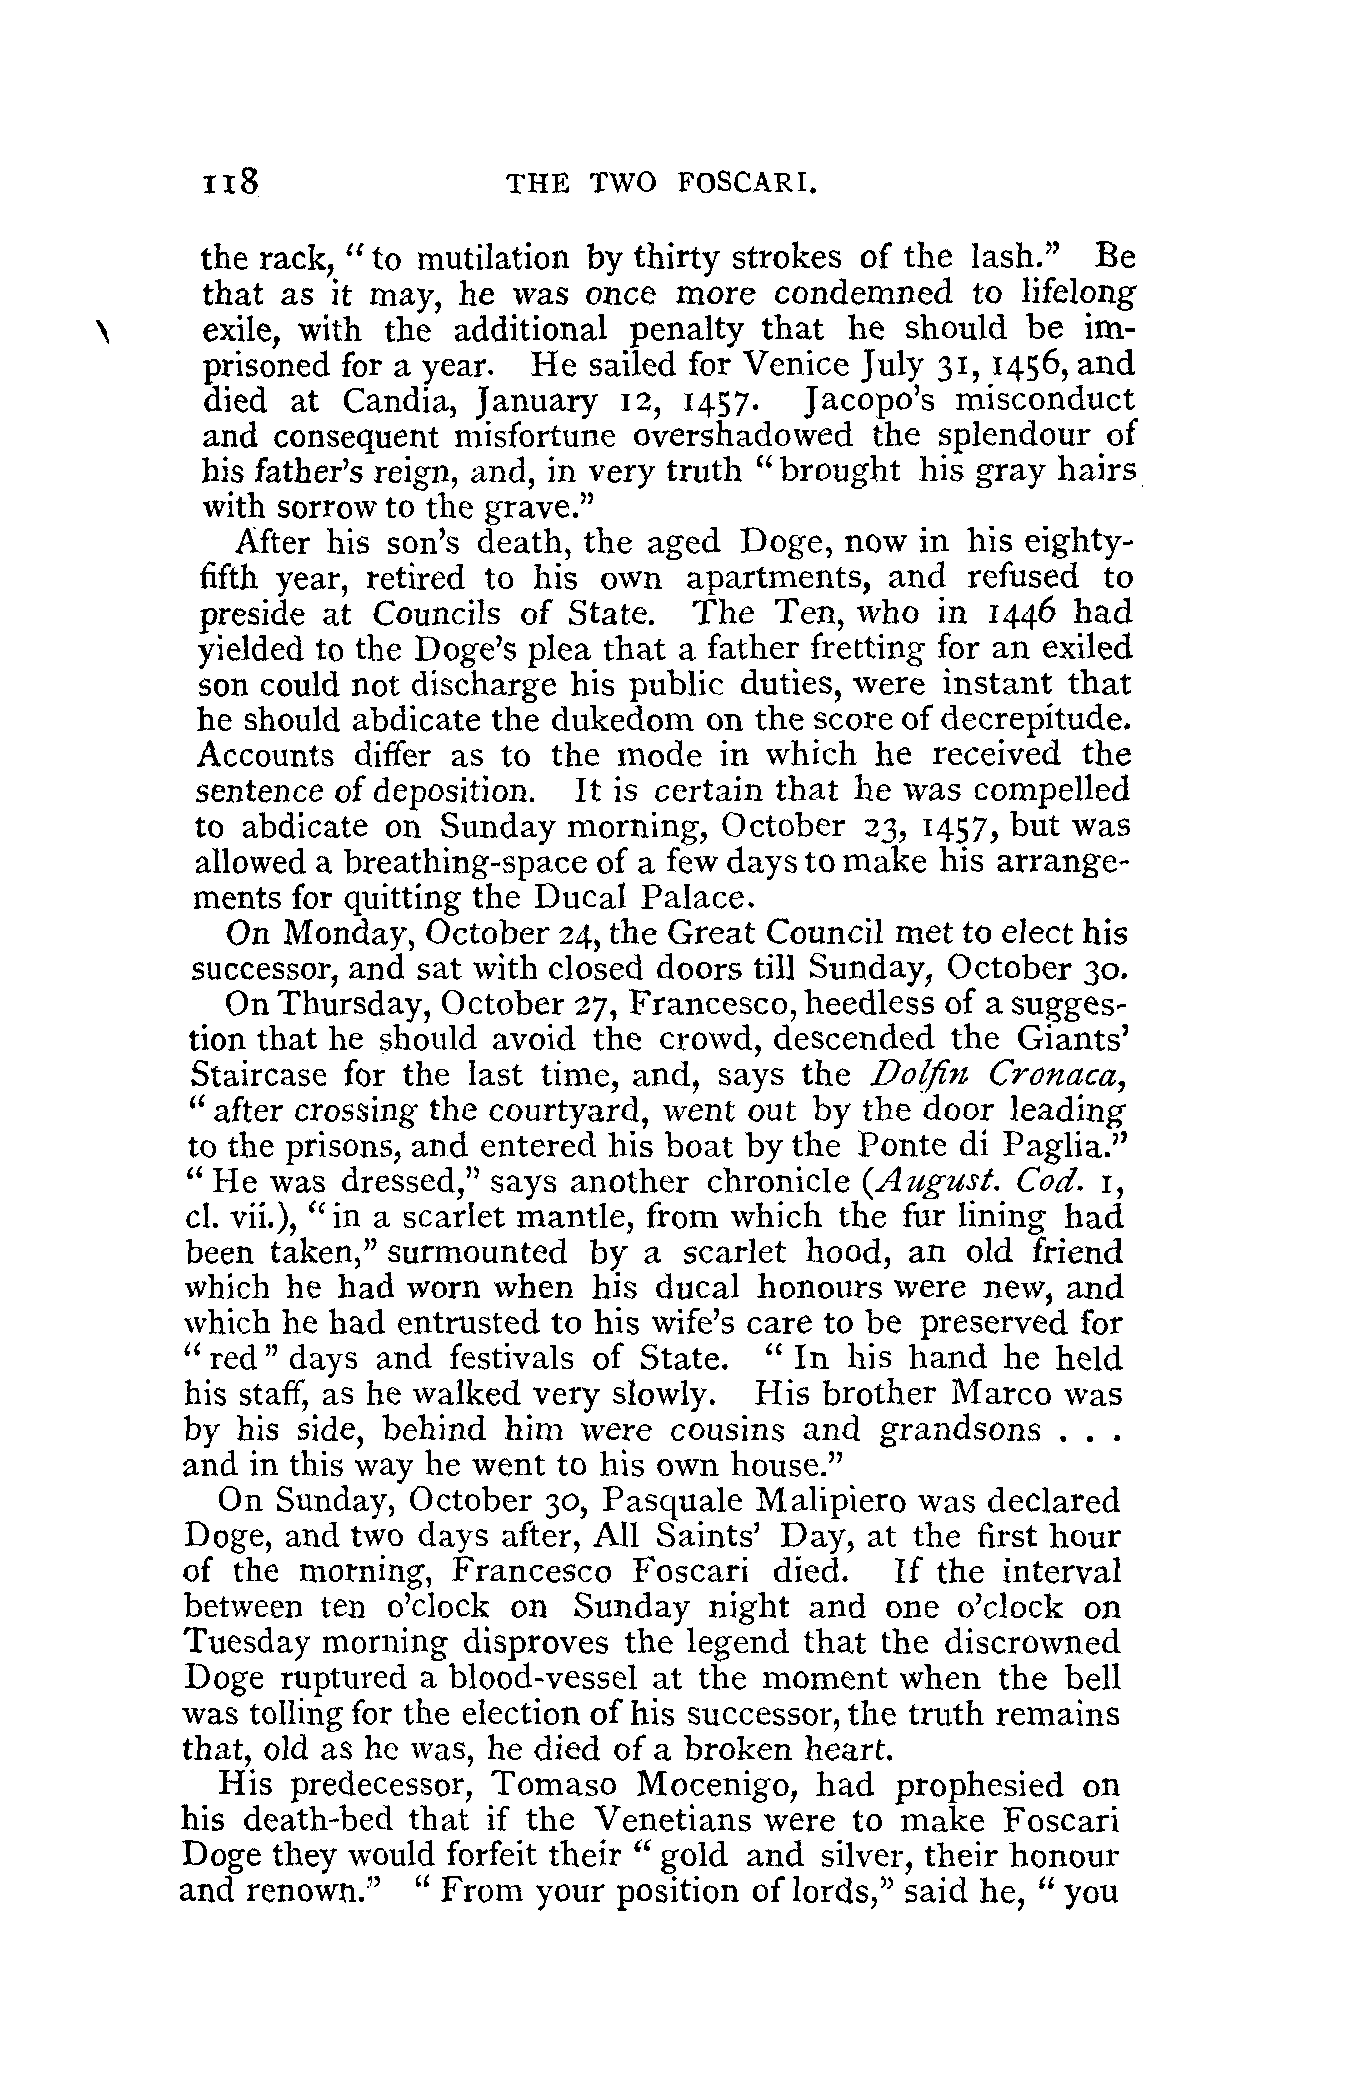 118 THE TWO FOSCARI.
the rack, “to mutilation by thirty strokes of the lash.” Be
that as it may, he was once more condemned to lifelong
exile, with the additional penalty that he should be im-
prisoned for a year. He sailed for Venice July 31, 1456, and
died at Candia, January 12, 1457. Jacopo’s misconduct
and consequent misfortune overshadowed the splendour of
his father’s reign, and, in very truth “brought his gray hairs
with sorrow to the grave.”
After his son’s death, the aged Doge, now in his eighty-
fifth year, retired to his own apartments, and refused to
preside at Councils of State. The Ten, who in 1446 had
yielded to the Doge’s plea that a father fretting for an exiled
son could not discharge his public duties, were instant that
he should abdicate the dukedom on the score of decrepitude.
Accounts differ as to the mode in which he received the
sentence of deposition. It is certain that he was compelled
to abdicate on Sunday morning, October 23, 1457, but was
allowed a breathing-space of a few days to make his arrange-
ments for quitting the Ducal Palace.
On Monday, October 24, the Great Council met to elect his
successor, and sat with closed doors till Sunday, October 30.
On Thursday, October 27, Francesco, heedless of a sugges-
tion that he should avoid the crowd, descended the Giants’
Staircase for the last time, and, says the Dolfin Cronaca,
“after crossing the courtyard, went out by the door leading
to the prisons, and entered his boat by the Ponte di Paglia.”
“He was dressed,” says another chronicle (August. Cod. 1,
cl. vii.), “in a scarlet mantle, from which the fur lining had
been taken,” surmounted by a scarlet hood, an old friend
which he had worn when his ducal honours were new, and
which he had entrusted to his wife’s care to be preserved for
“red” days and festivals of State. “In his hand he held
his staff, as he walked very slowly. His brother Marco was
by his side, behind him were cousins and grandsons . . .
and in this way he went to his own house.”
On Sunday, October 30, Pasquale Malipiero was declared
Doge, and two days after, All Saints’ Day, at the first hour
of the morning, Francesco Foscari died. If the interval
between ten o’clock on Sunday night and one o’clock on
Tuesday morning disproves the legend that the discrowned
Doge ruptured a blood-vessel at the moment when the bell
was tolling for the election of his successor, the truth remains
that, old as he was, he died of a broken heart.
His predecessor, Tomaso Mocenigo, had prophesied on
his death-bed that if the Venetians were to make Foscari
Doge they would forfeit their “gold and silver, their honour
and renown.” “From your position of lords,” said he, “you